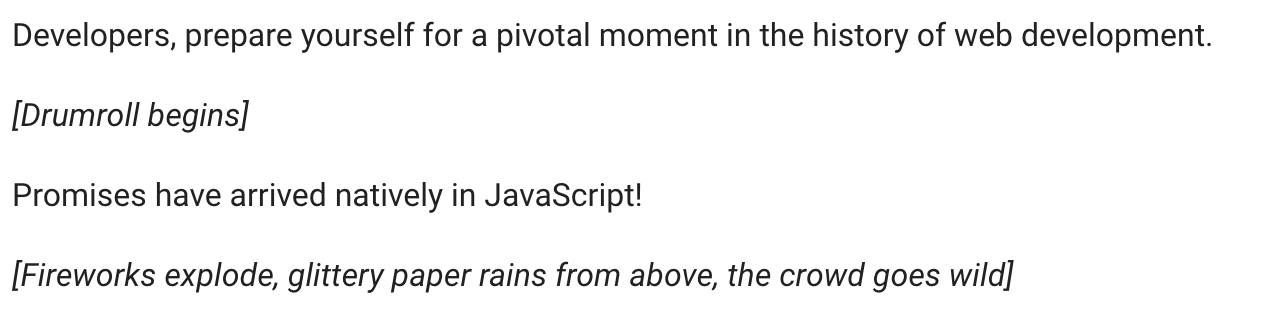 Developers, prepare yourself for a pivotal moment in the history of web development.
[Drumroll begins]
Promises have arrived natively in JavaScript!
[Fireworks explode, glittery paper rains from above, the crowd goes wild]